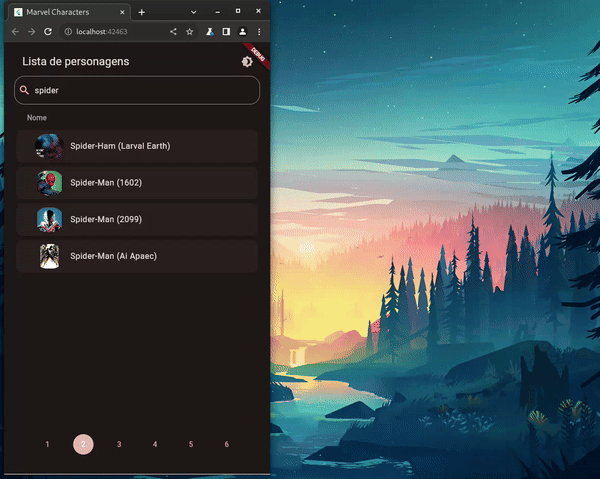 Marvel Characters
localhost:42463
DEBUG
Lista de personagens
spider
Nome
Spider-Ham (Larval Earth)
Spider-Man (1602)
Spider-Man (2099)
Spider-Man (Ai Apaec)
1 2 3 4 5 6